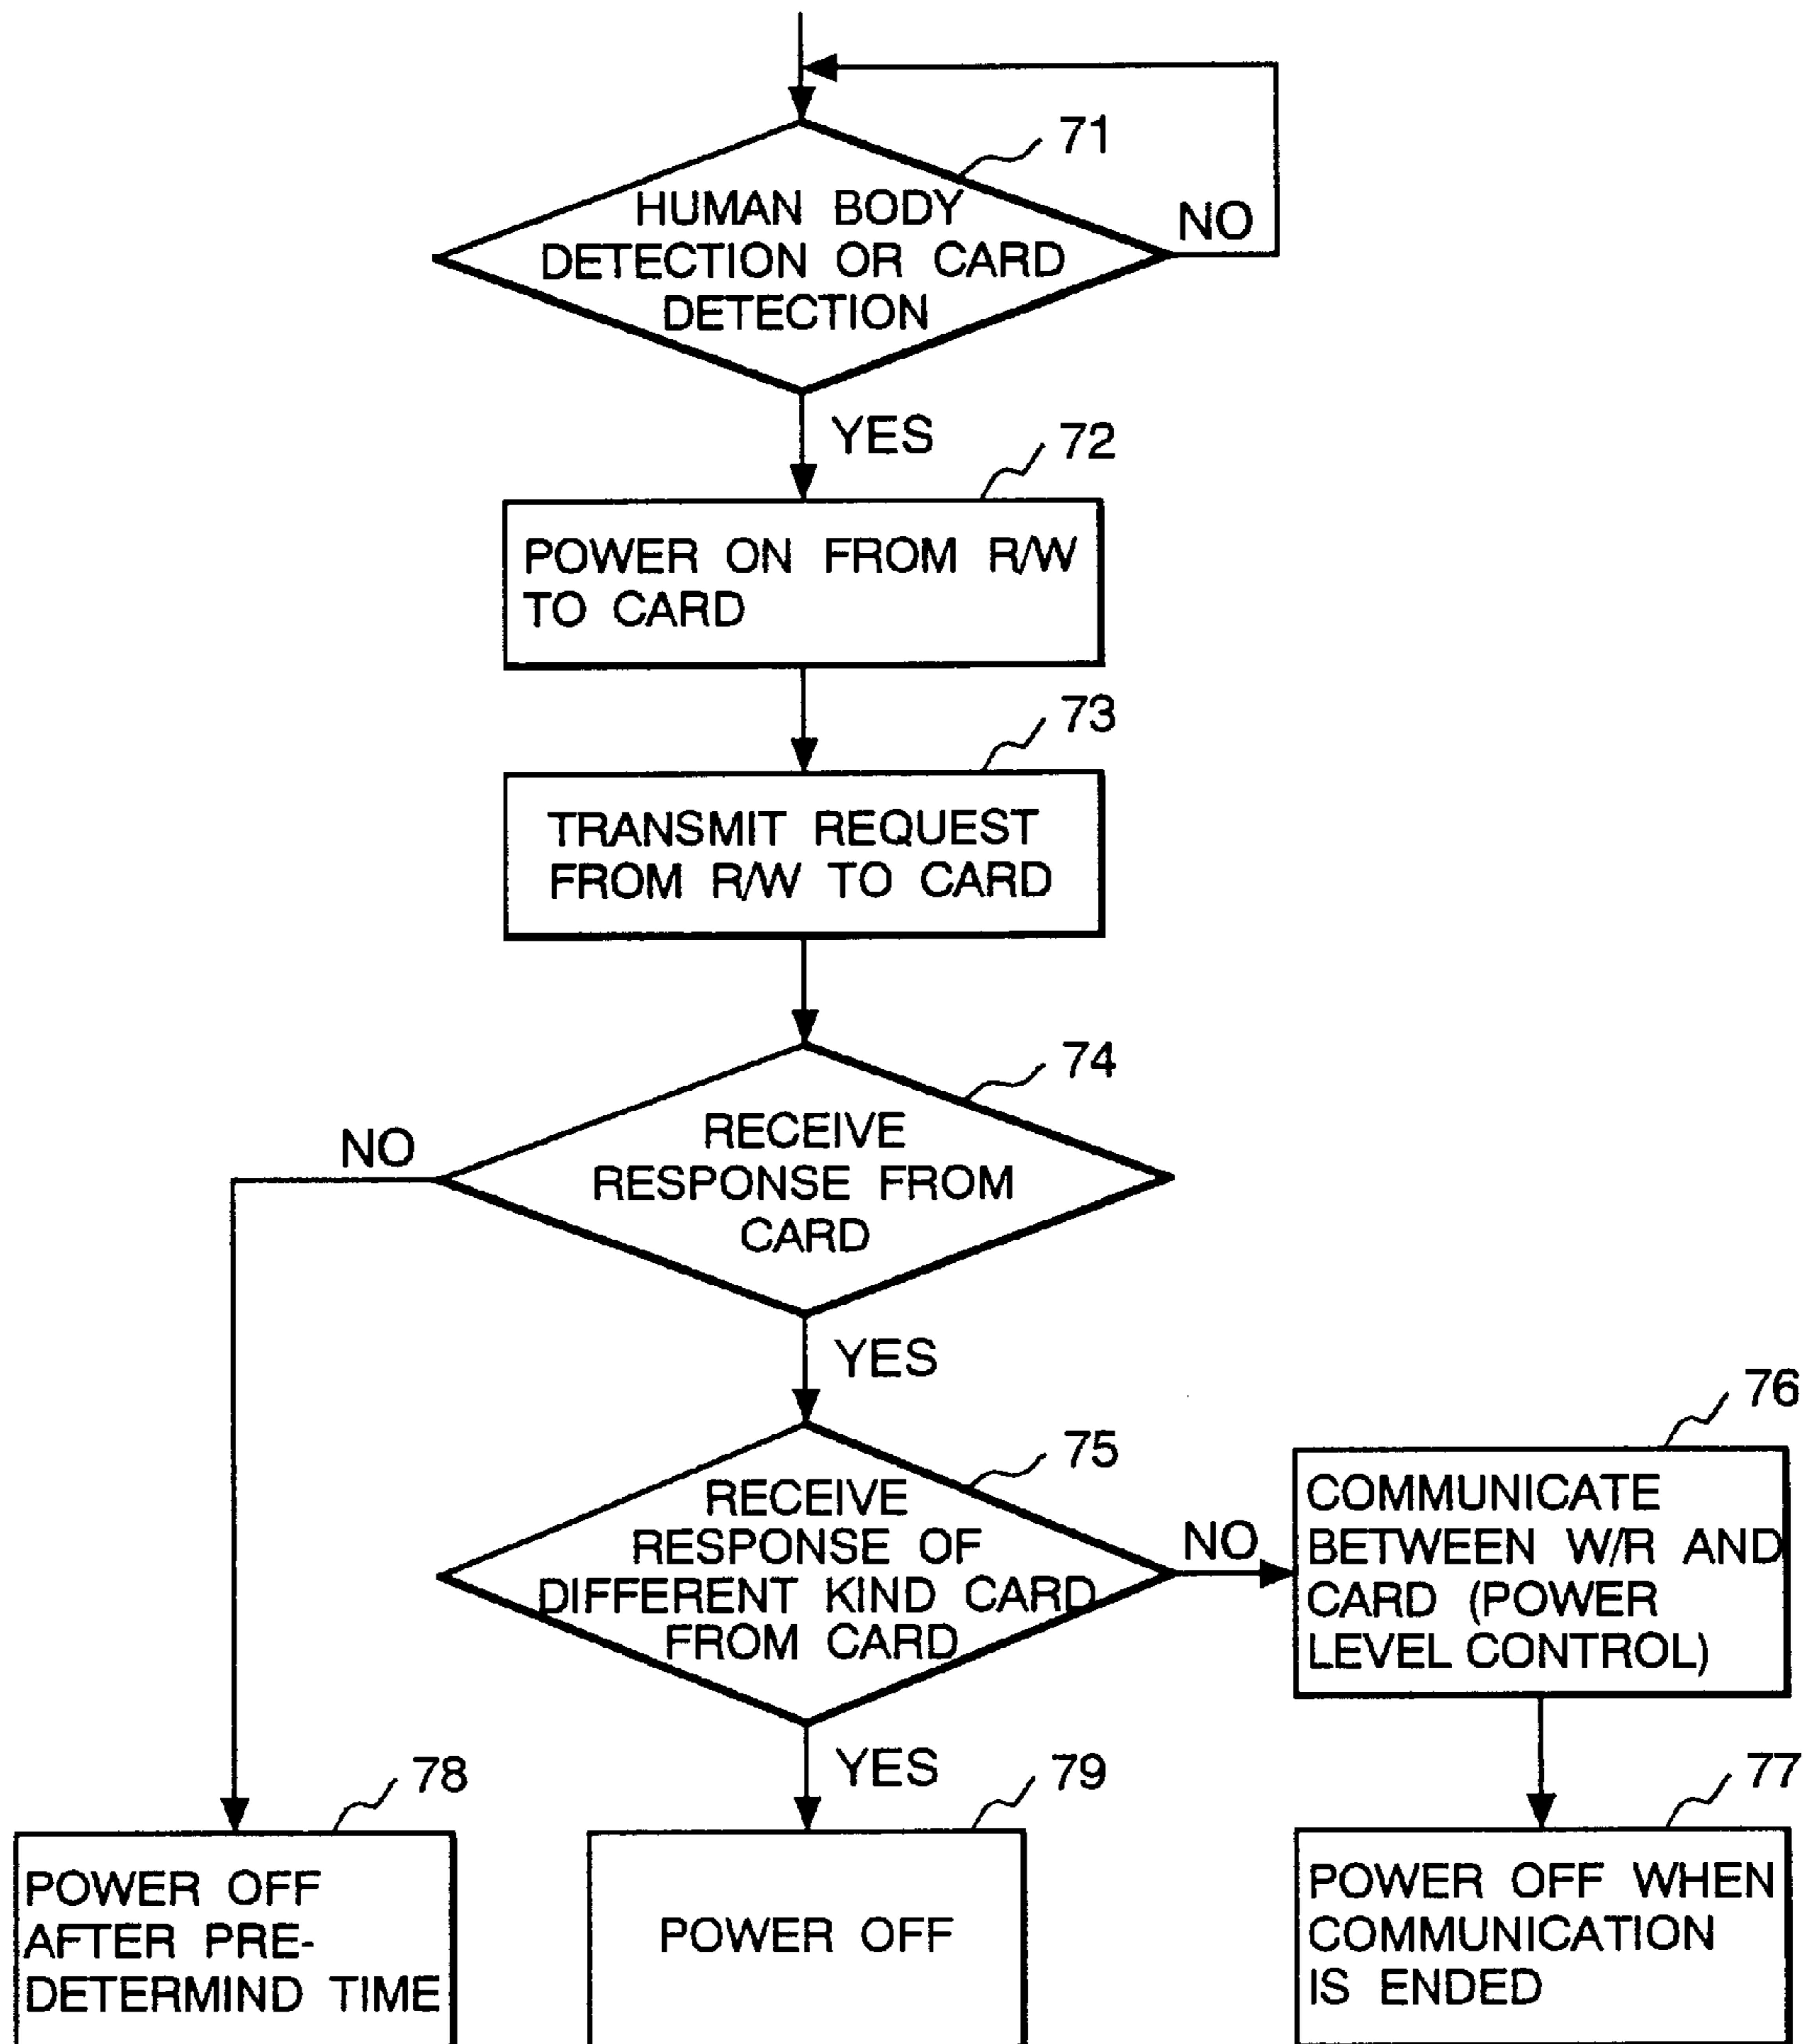 71
HUMAN BODY
DETECTION OR CARD
DETECTION
NO
YES
72
POWER ON FROM R/W
TO CARD
73
TRANSMIT REQUEST
FROM R/W TO CARD
74
RECEIVE
RESPONSE FROM
CARD
NO
YES
75
RECEIVE
RESPONSE OF
DIFFERENT KIND CARD
FROM CARD
NO
76
COMMUNICATE
BETWEEN W/R AND
CARD (POWER
LEVEL CONTROL)
YES
78
POWER OFF
AFTER PRE-
DETERMIND TIME
79
POWER OFF
77
POWER OFF WHEN
COMMUNICATION
IS ENDED